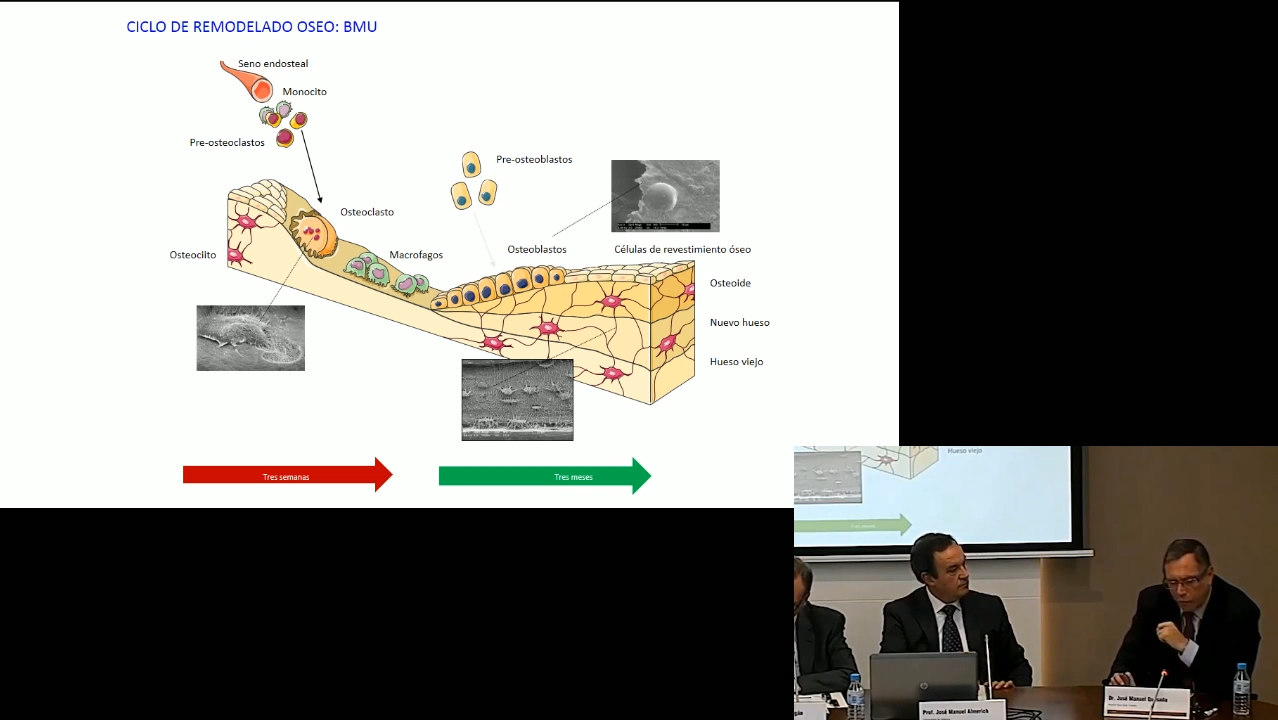 CICLO DE REMODELADO OSEO: BMU
Seno endosteal
Monocito
Pre-osteoclastos
Pre-osteoblastos
Osteoclasto
Osteoclito
Macrofagos
Osteoblastos
Células de revestimiento óseo
Osteoide
Nuevo hueso
Hueso viejo
Tres semanas
Tres meses
Hueso viejo
Prof. José Manuel Almerich
Dr. José Manuel